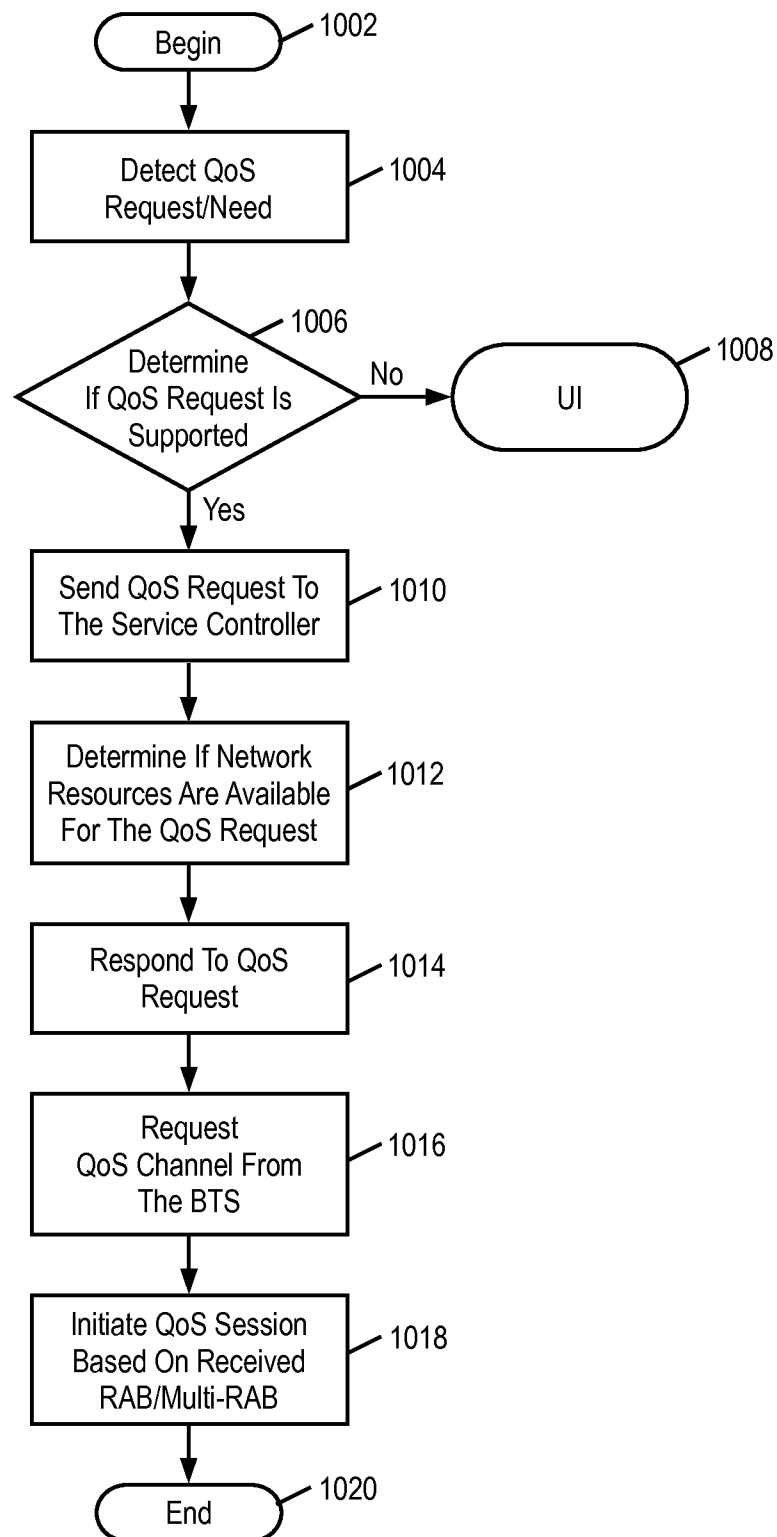 Begin
1002
Detect QoS
Request/Need
1004
1006
Determine
If QoS Request Is
Supported
No
UI
1008
Yes
Send QoS Request To
The Service Controller
1010
Determine If Network
Resources Are Available
For The QoS Request
1012
Respond To QoS
Request
1014
Request
QoS Channel From
The BTS
1016
Initiate QoS Session
Based On Received
RAB/Multi-RAB
1018
End
1020